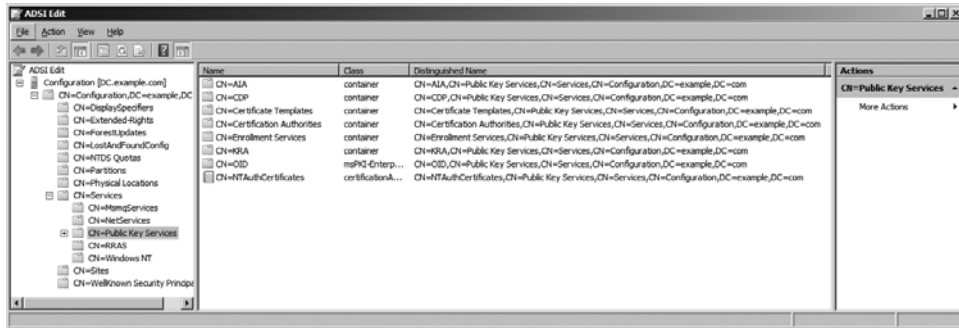 ADSI Edit
File Action View Help
ADSI Edit
Configuration [DC.example.com]
CN=Configuration,DC=example,DC
CN=DisplaySpecifiers
CN=Extended-Rights
CN=ForestUpdates
CN=LostAndFoundConfig
CN=NTDS Quotas
CN=Partitions
CN=Physical Locations
CN=Services
CN=MsmqServices
CN=NetServices
CN=Public Key Services
CN=RRAS
CN=Windows NT
CN=Sites
CN=WellKnown Security Principa
Name Class Distinguished Name
CN=AIA container CN=AIA,CN=Public Key Services,CN=Services,CN=Configuration,DC=example,DC=com
CN=CDP container CN=CDP,CN=Public Key Services,CN=Services,CN=Configuration,DC=example,DC=com
CN=Certificate Templates container CN=Certificate Templates,CN=Public Key Services,CN=Services,CN=Configuration,DC=example,DC=com
CN=Certification Authorities container CN=Certification Authorities,CN=Public Key Services,CN=Services,CN=Configuration,DC=example,DC=com
CN=Enrollment Services container CN=Enrollment Services,CN=Public Key Services,CN=Services,CN=Configuration,DC=example,DC=com
CN=KRA container CN=KRA,CN=Public Key Services,CN=Services,CN=Configuration,DC=example,DC=com
CN=OID msPKI-Enterp... CN=OID,CN=Public Key Services,CN=Services,CN=Configuration,DC=example,DC=com
CN=NTAuthCertificates certificationA... CN=NTAuthCertificates,CN=Public Key Services,CN=Services,CN=Configuration,DC=example,DC=com
Actions
CN=Public Key Services
More Actions